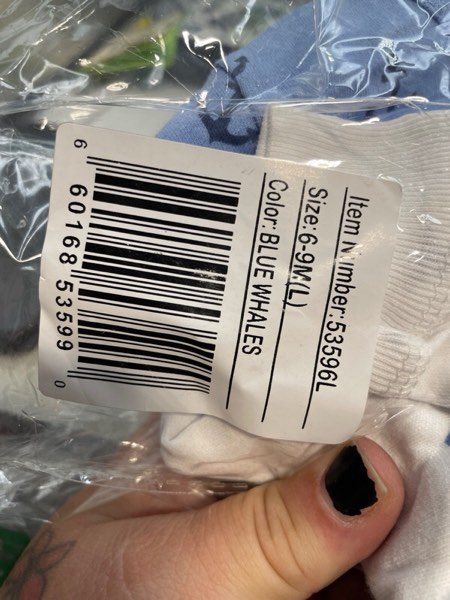 Item Number:53596L
Size:6-9M(L)
Color:BLUE WHALES
6 60168 53599 0